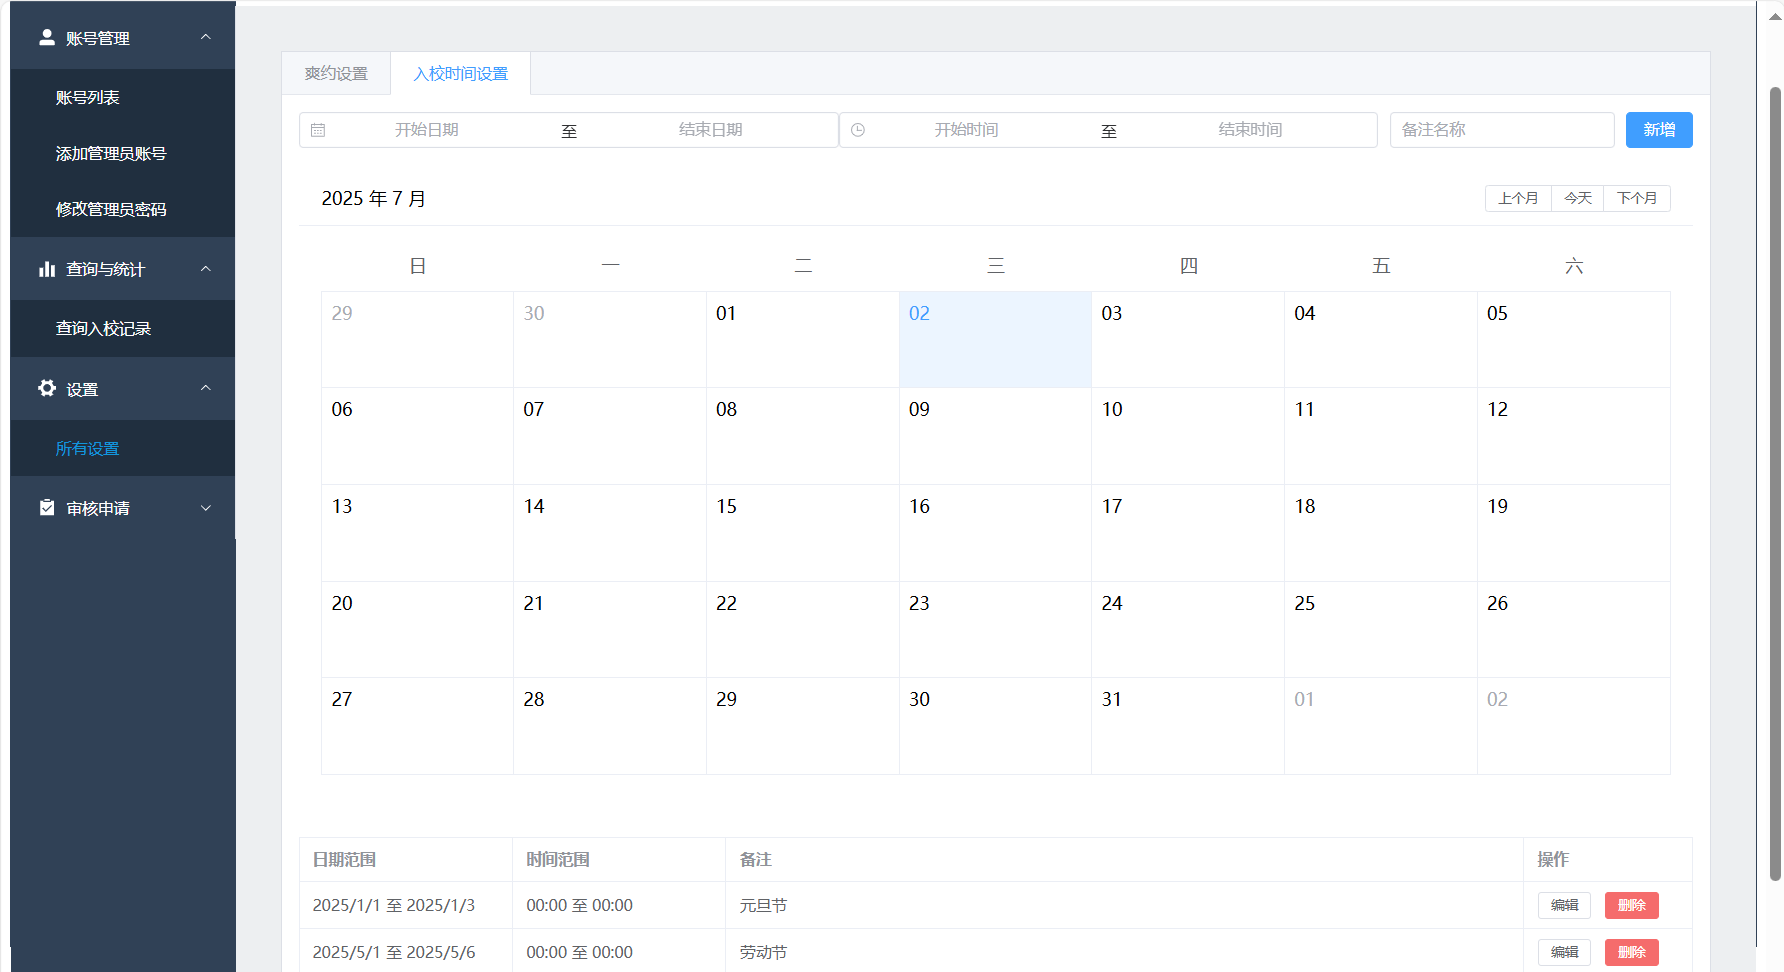 账号管理
账号列表
添加管理员账号
修改管理员密码
查询与统计
查询入校记录
设置
所有设置
审核申请
爽约设置 入校时间设置
开始日期 至 结束日期 开始时间 至 结束时间 备注名称 新增
2025 年 7 月 上个月 今天 下个月
日 一 二 三 四 五 六
29 30 01 02 03 04 05
06 07 08 09 10 11 12
13 14 15 16 17 18 19
20 21 22 23 24 25 26
27 28 29 30 31 01 02
日期范围 时间范围 备注 操作
2025/1/1 至 2025/1/3 00:00 至 00:00 元旦节 编辑 删除
2025/5/1 至 2025/5/6 00:00 至 00:00 劳动节 编辑 删除